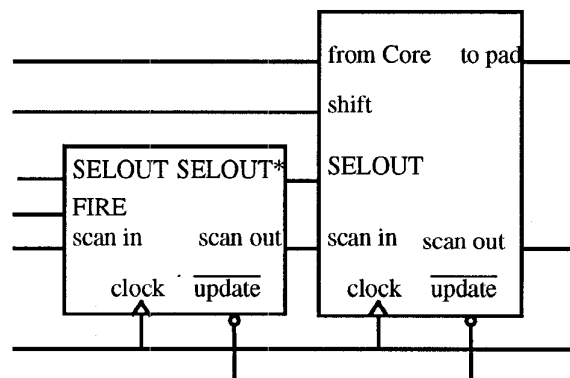 from Core to pad
shift
SELOUT SELOUT*
SELOUT
FIRE
scan in scan out
scan in scan out
clock update
clock update